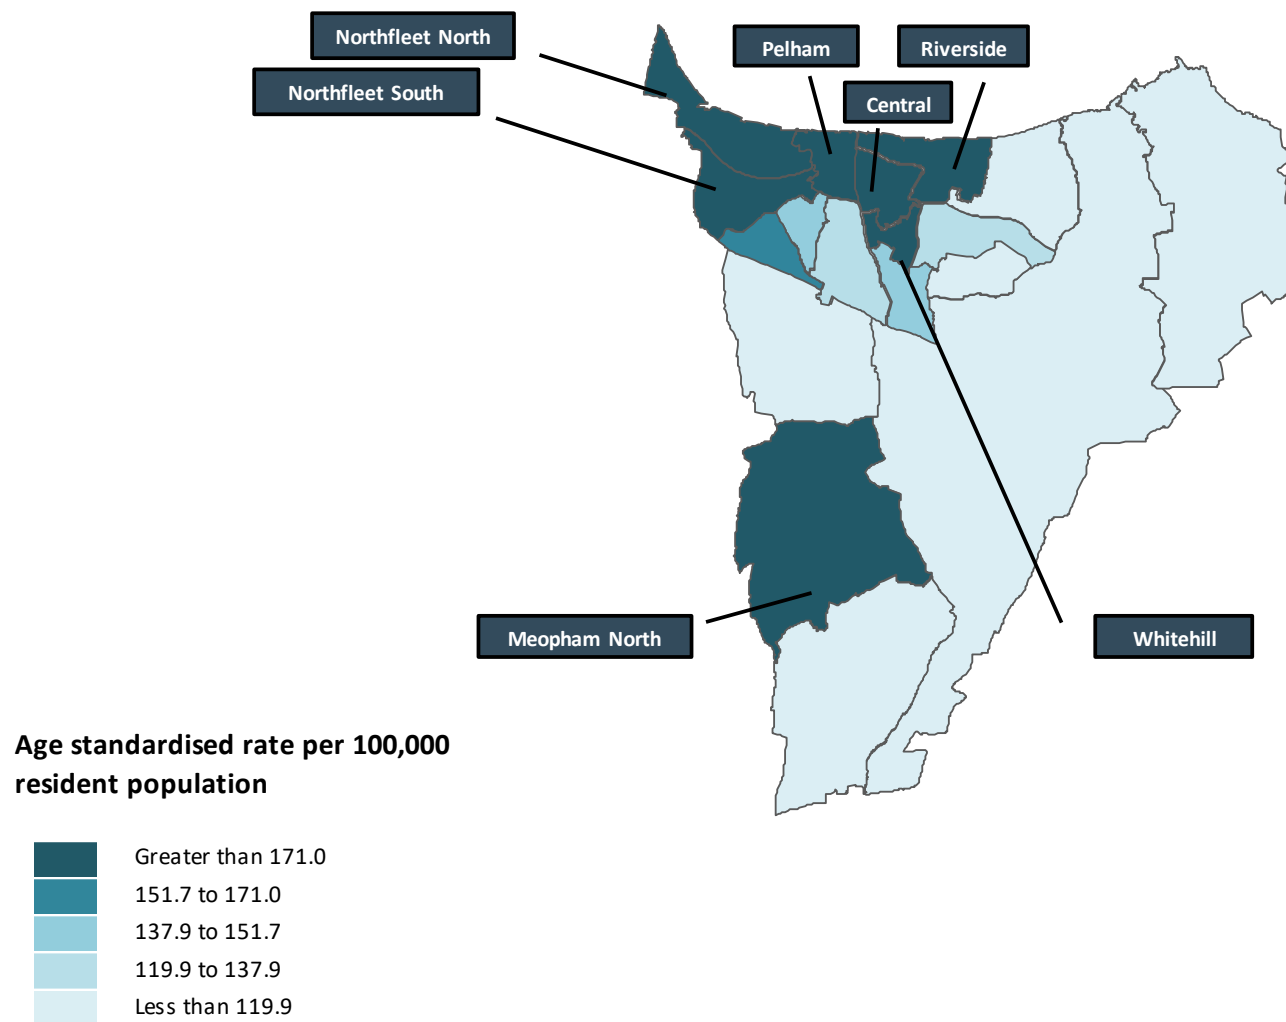 Northfleet North
Pelham
Riverside
Northfleet South
Central
Meopham North
Whitehill
Age standardised rate per 100,000
resident population
Greater than 171.0
151.7 to 171.0
137.9 to 151.7
119.9 to 137.9
Less than 119.9